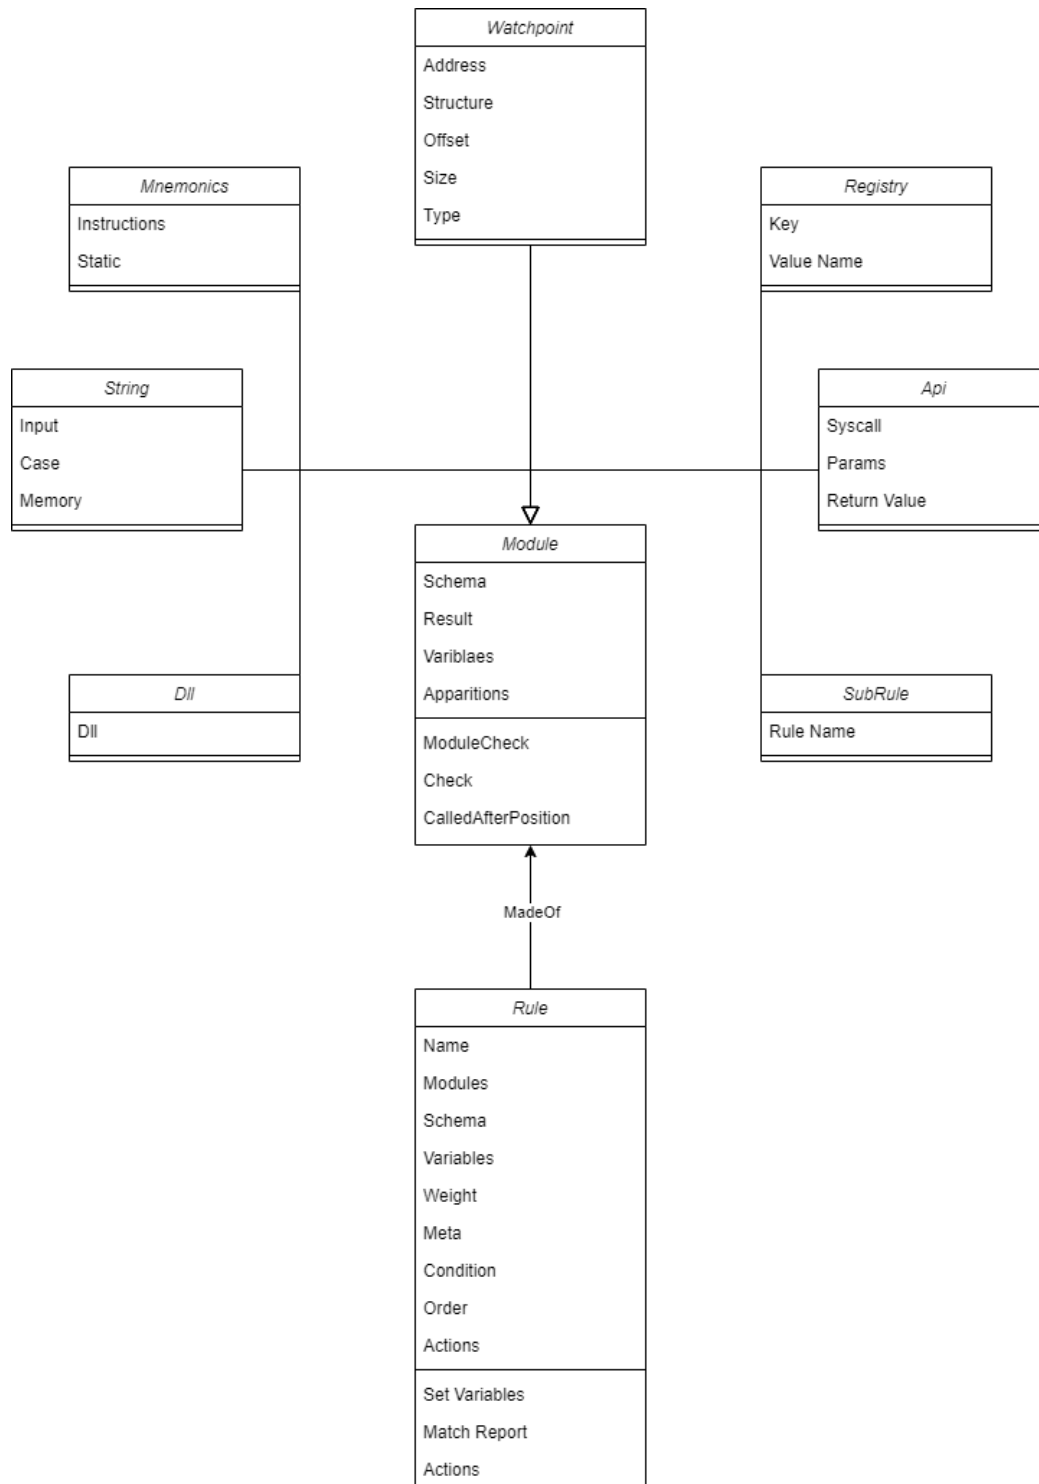 Watchpoint
Address
Structure
Offset
Size
Type
Mnemonics
Instructions
Static
Registry
Key
Value Name
String
Input
Case
Memory
Api
Syscall
Params
Return Value
Module
Schema
Result
Variblaes
Apparitions
ModuleCheck
Check
CalledAfterPosition
Dll
Dll
SubRule
Rule Name
MadeOf
Rule
Name
Modules
Schema
Variables
Weight
Meta
Condition
Order
Actions
Set Variables
Match Report
Actions